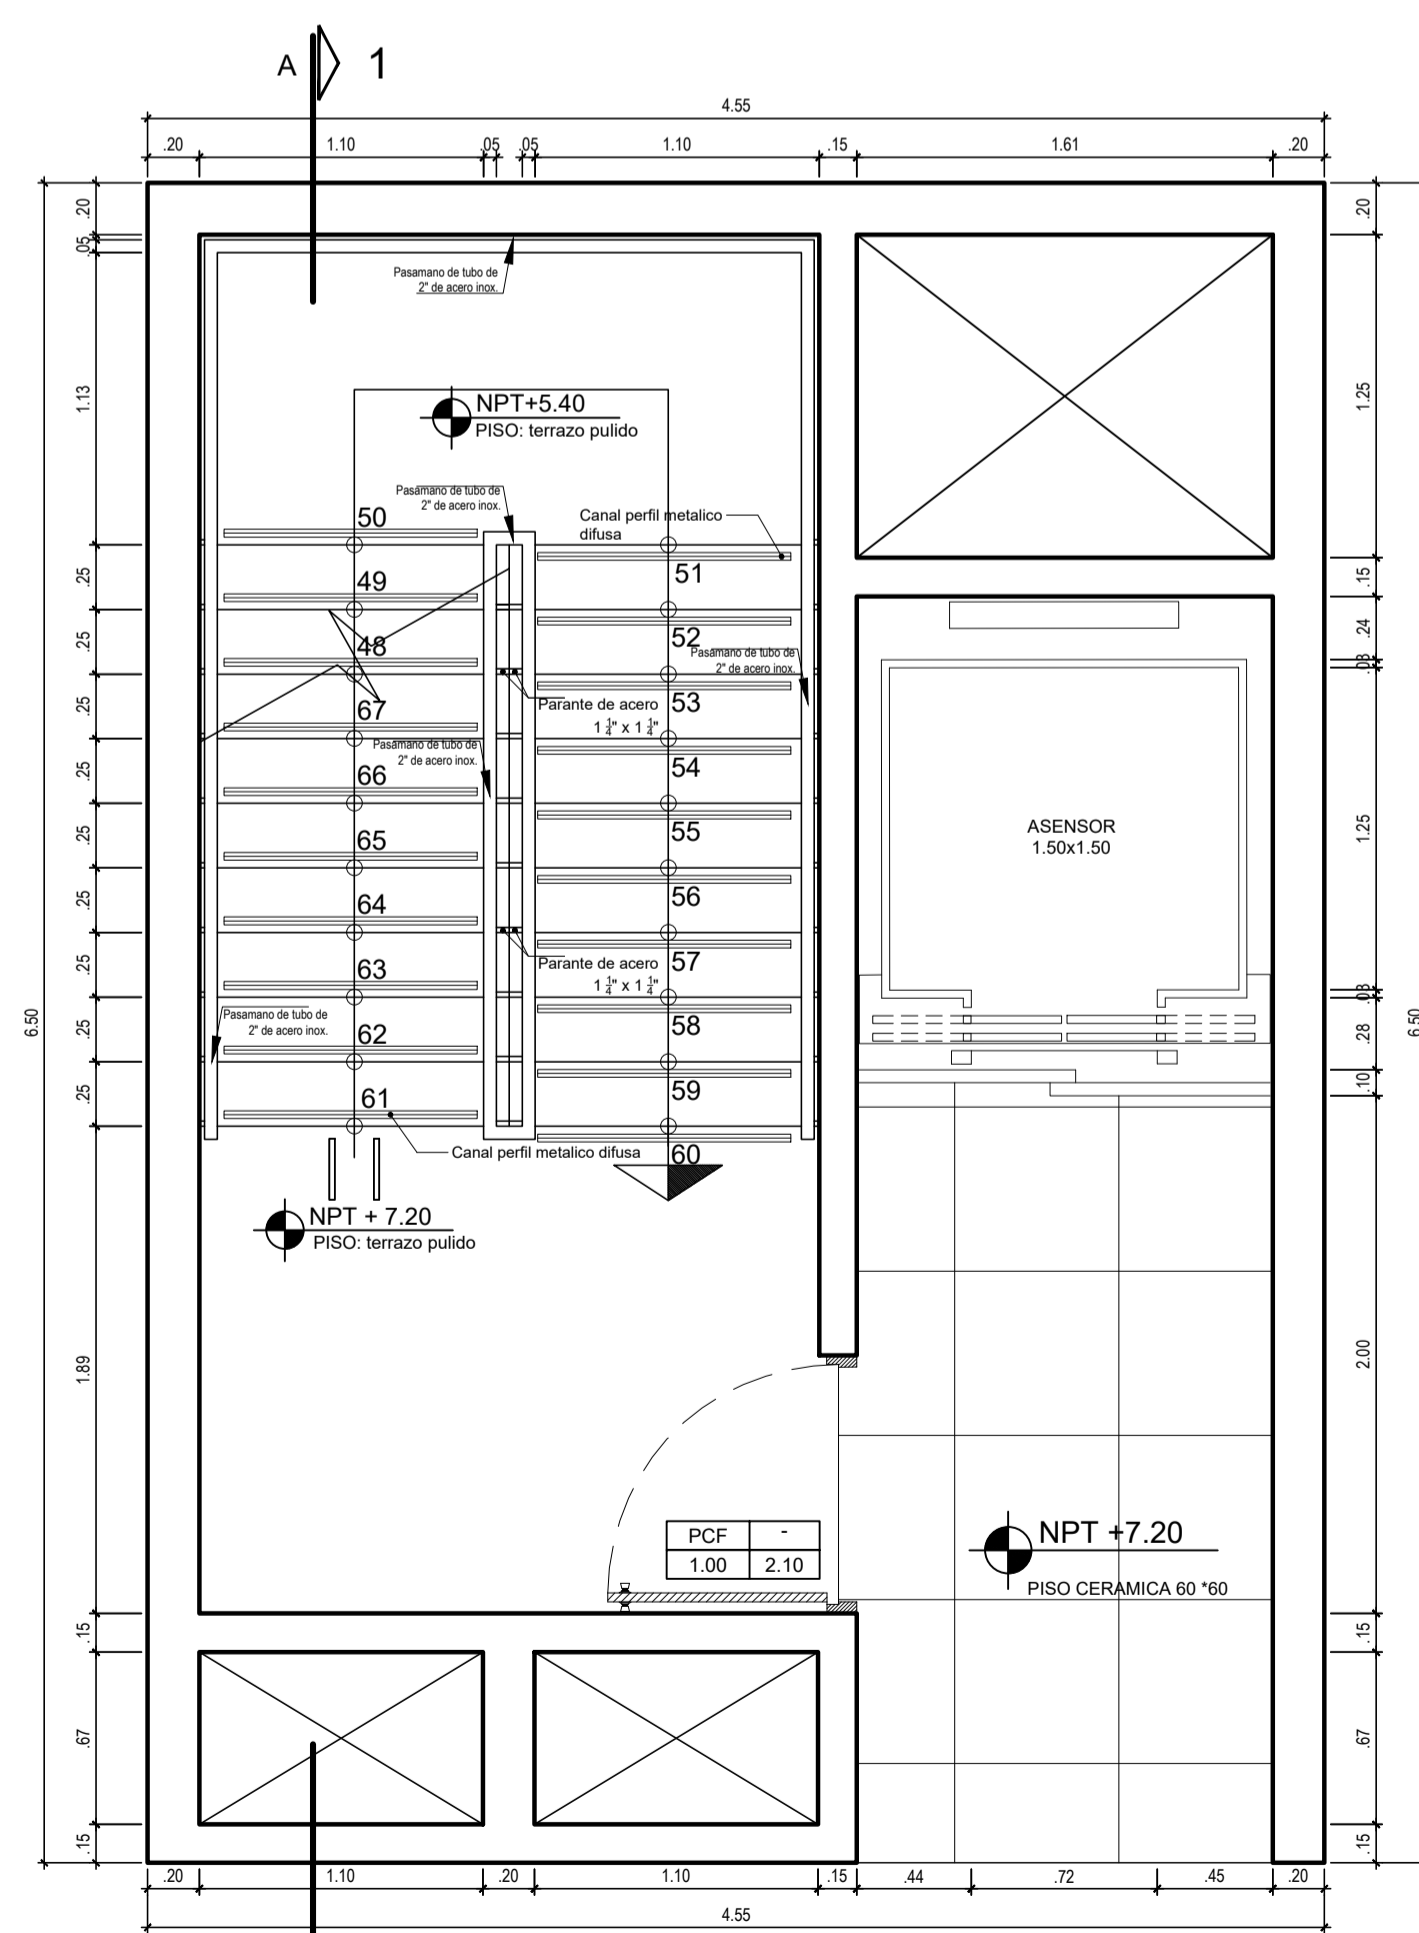 A 1
4.55
.20 1.10 .05 .05 1.10 .15 1.61 .20
.20
.05
1.13
.25
.25
.25
.25
.25
.25
.25
.25
.25
1.89
.15
.67
.15
6.50
Pasamano de tubo de
2" de acero inox.
NPT+5.40
PISO: terrazo pulido
Pasamano de tubo de
2" de acero inox.
Canal perfil metalico
difusa
50
49
48
67
66
65
64
63
62
61
51
52
53
54
55
56
57
58
59
60
Pasamano de tubo de
2" de acero inox.
Parante de acero
1 1/4" x 1 1/4"
Pasamano de tubo de
2" de acero inox.
Parante de acero
1 1/4" x 1 1/4"
Pasamano de tubo de
2" de acero inox.
Canal perfil metalico difusa
NPT + 7.20
PISO: terrazo pulido
ASENSOR
1.50x1.50
PCF -
1.00 2.10
NPT +7.20
PISO CERAMICA 60 *60
.20
1.25
.15
.24
.03
1.25
.03
.28
.10
2.00
.15
.67
.15
6.50
.20 1.10 .20 1.10 .15 .44 .72 .45 .20
4.55